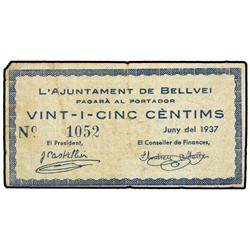 L'AJUNTAMENT DE BELLVEI
PAGARÀ AL PORTADOR
VINT-I-CINC CÈNTIMS
Nº 1052 Juny del 1937
El President, El Conseller de Finances,